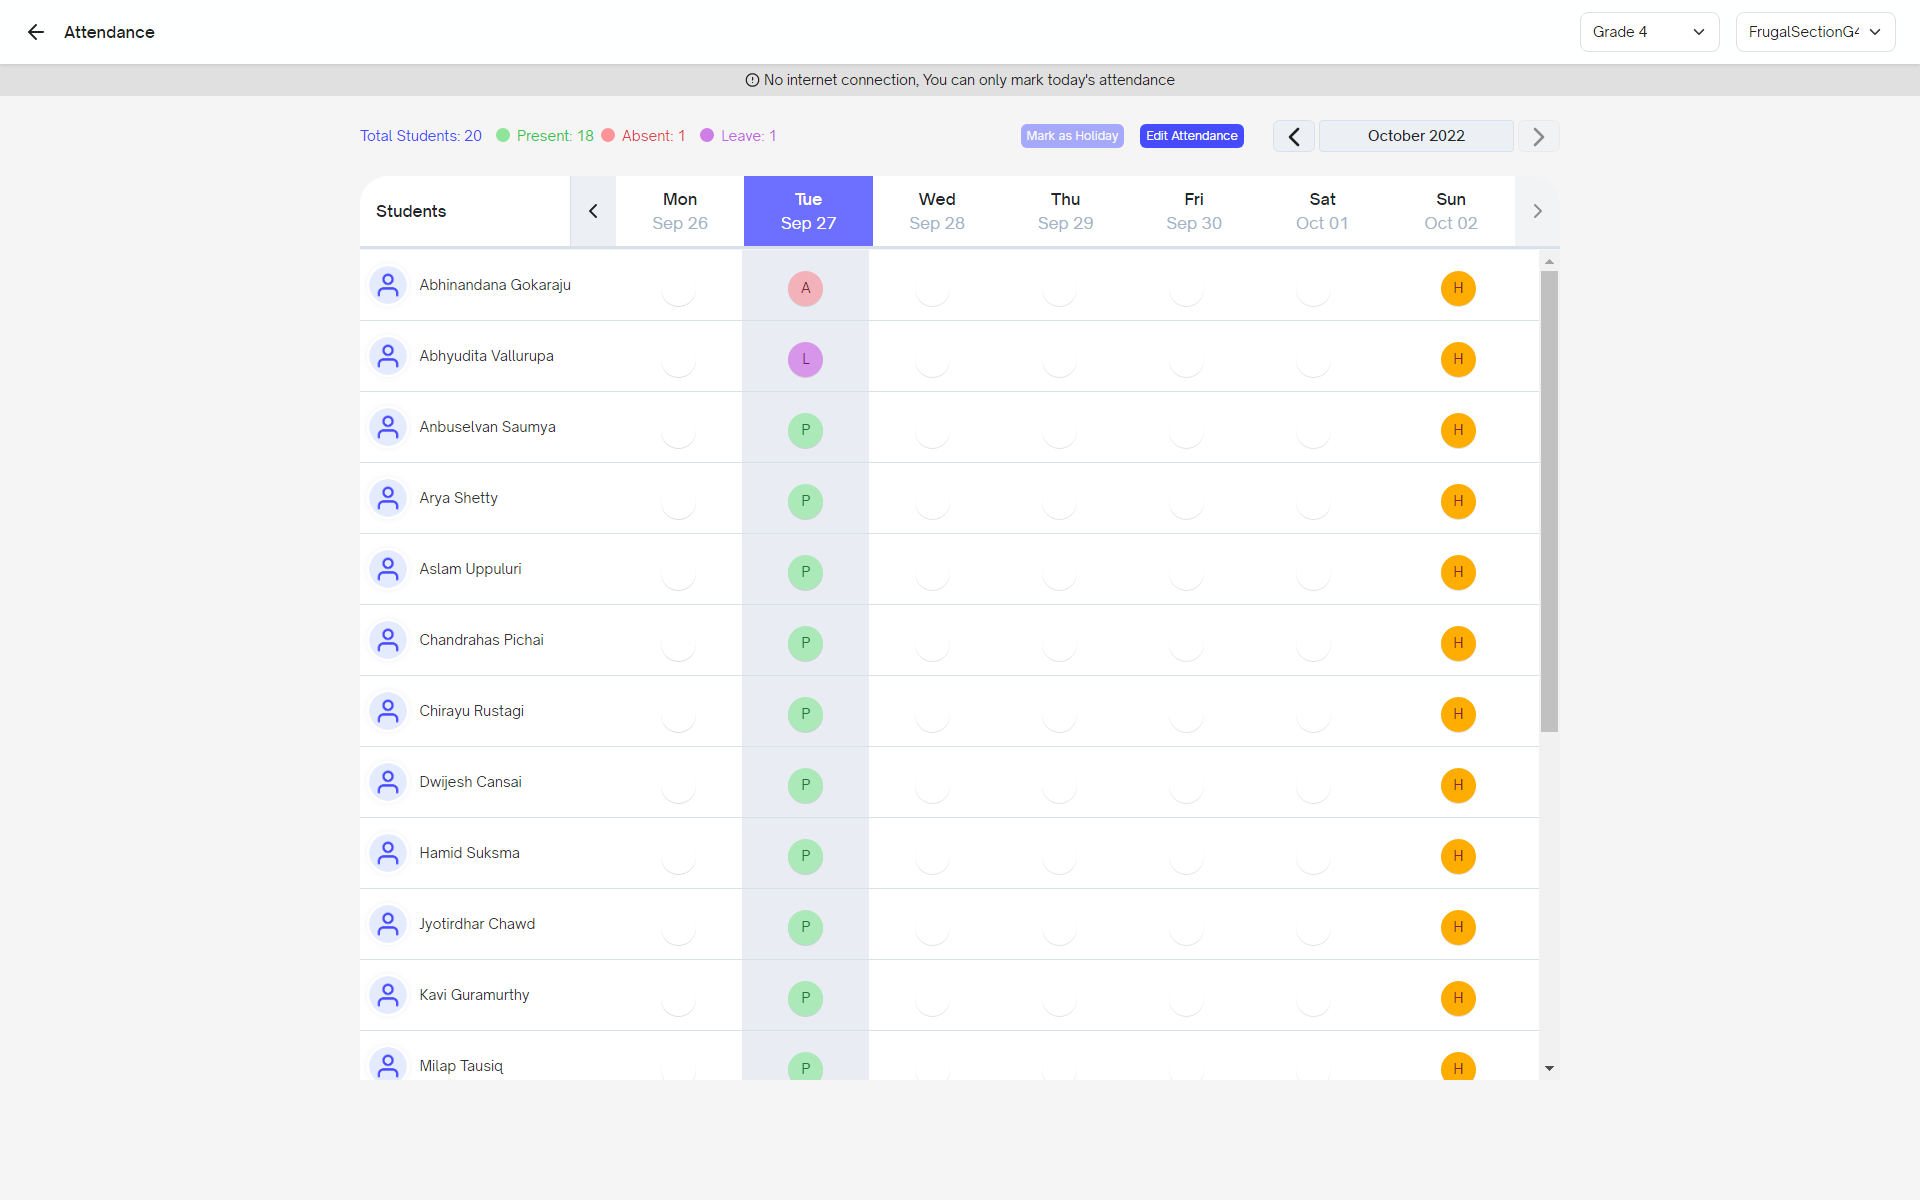 Attendance
Grade 4
FrugalSectionG4
No internet connection, You can only mark today's attendance
Total Students: 20 Present: 18 Absent: 1 Leave: 1
Mark as Holiday
Edit Attendance
October 2022
Students
Mon Tue Wed Thu Fri Sat Sun
Sep 26 Sep 27 Sep 28 Sep 29 Sep 30 Oct 01 Oct 02
Abhinandana Gokaraju A H
Abhyudita Vallurupa L H
Anbuselvan Saumya P H
Arya Shetty P H
Aslam Uppuluri P H
Chandrahas Pichai P H
Chirayu Rustagi P H
Dwijesh Cansai P H
Hamid Suksma P H
Jyotirdhar Chawd P H
Kavi Guramurthy P H
Milap Tausiq P H